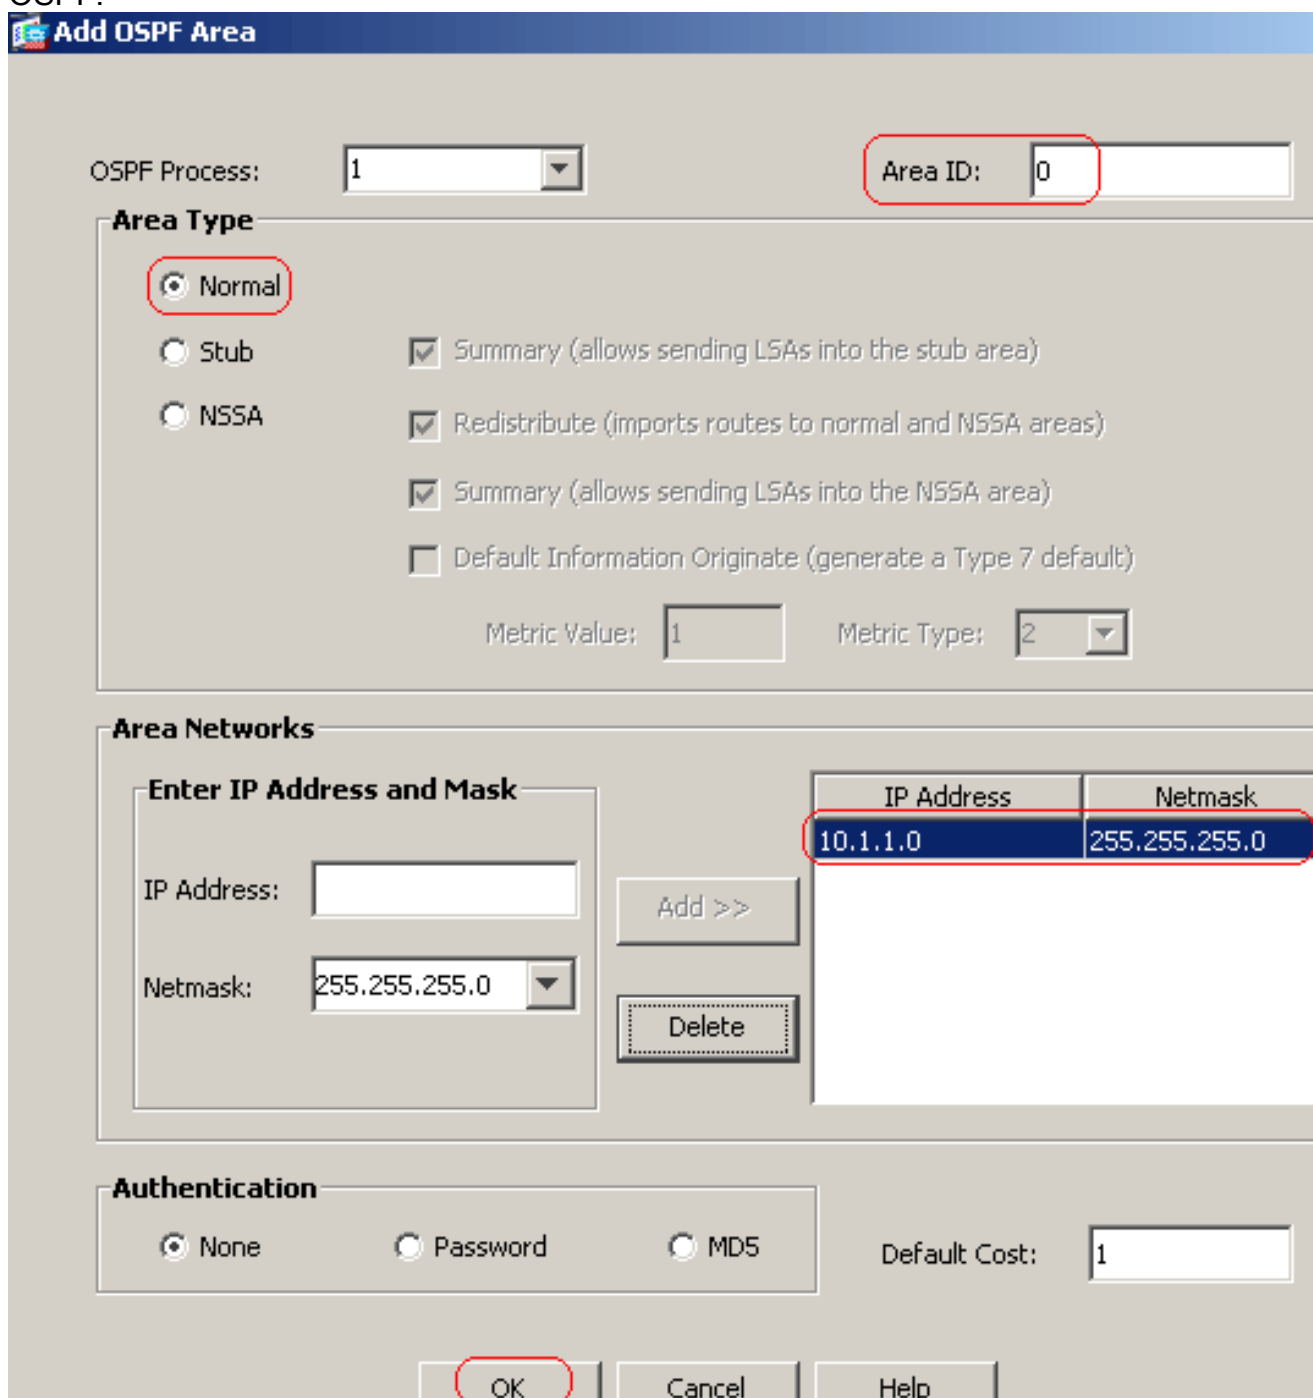 OSPF.
Add OSPF Area
OSPF Process: 1 Area ID: 0
Area Type
Normal
Stub Summary (allows sending LSAs into the stub area)
NSSA Redistribute (imports routes to normal and NSSA areas)
Summary (allows sending LSAs into the NSSA area)
Default Information Originate (generate a Type 7 default)
Metric Value: 1 Metric Type: 2
Area Networks
Enter IP Address and Mask
IP Address:
Netmask: 255.255.255.0
Add >>
Delete
IP Address Netmask
10.1.1.0 255.255.255.0
Authentication
None Password MD5 Default Cost: 1
OK Cancel Help